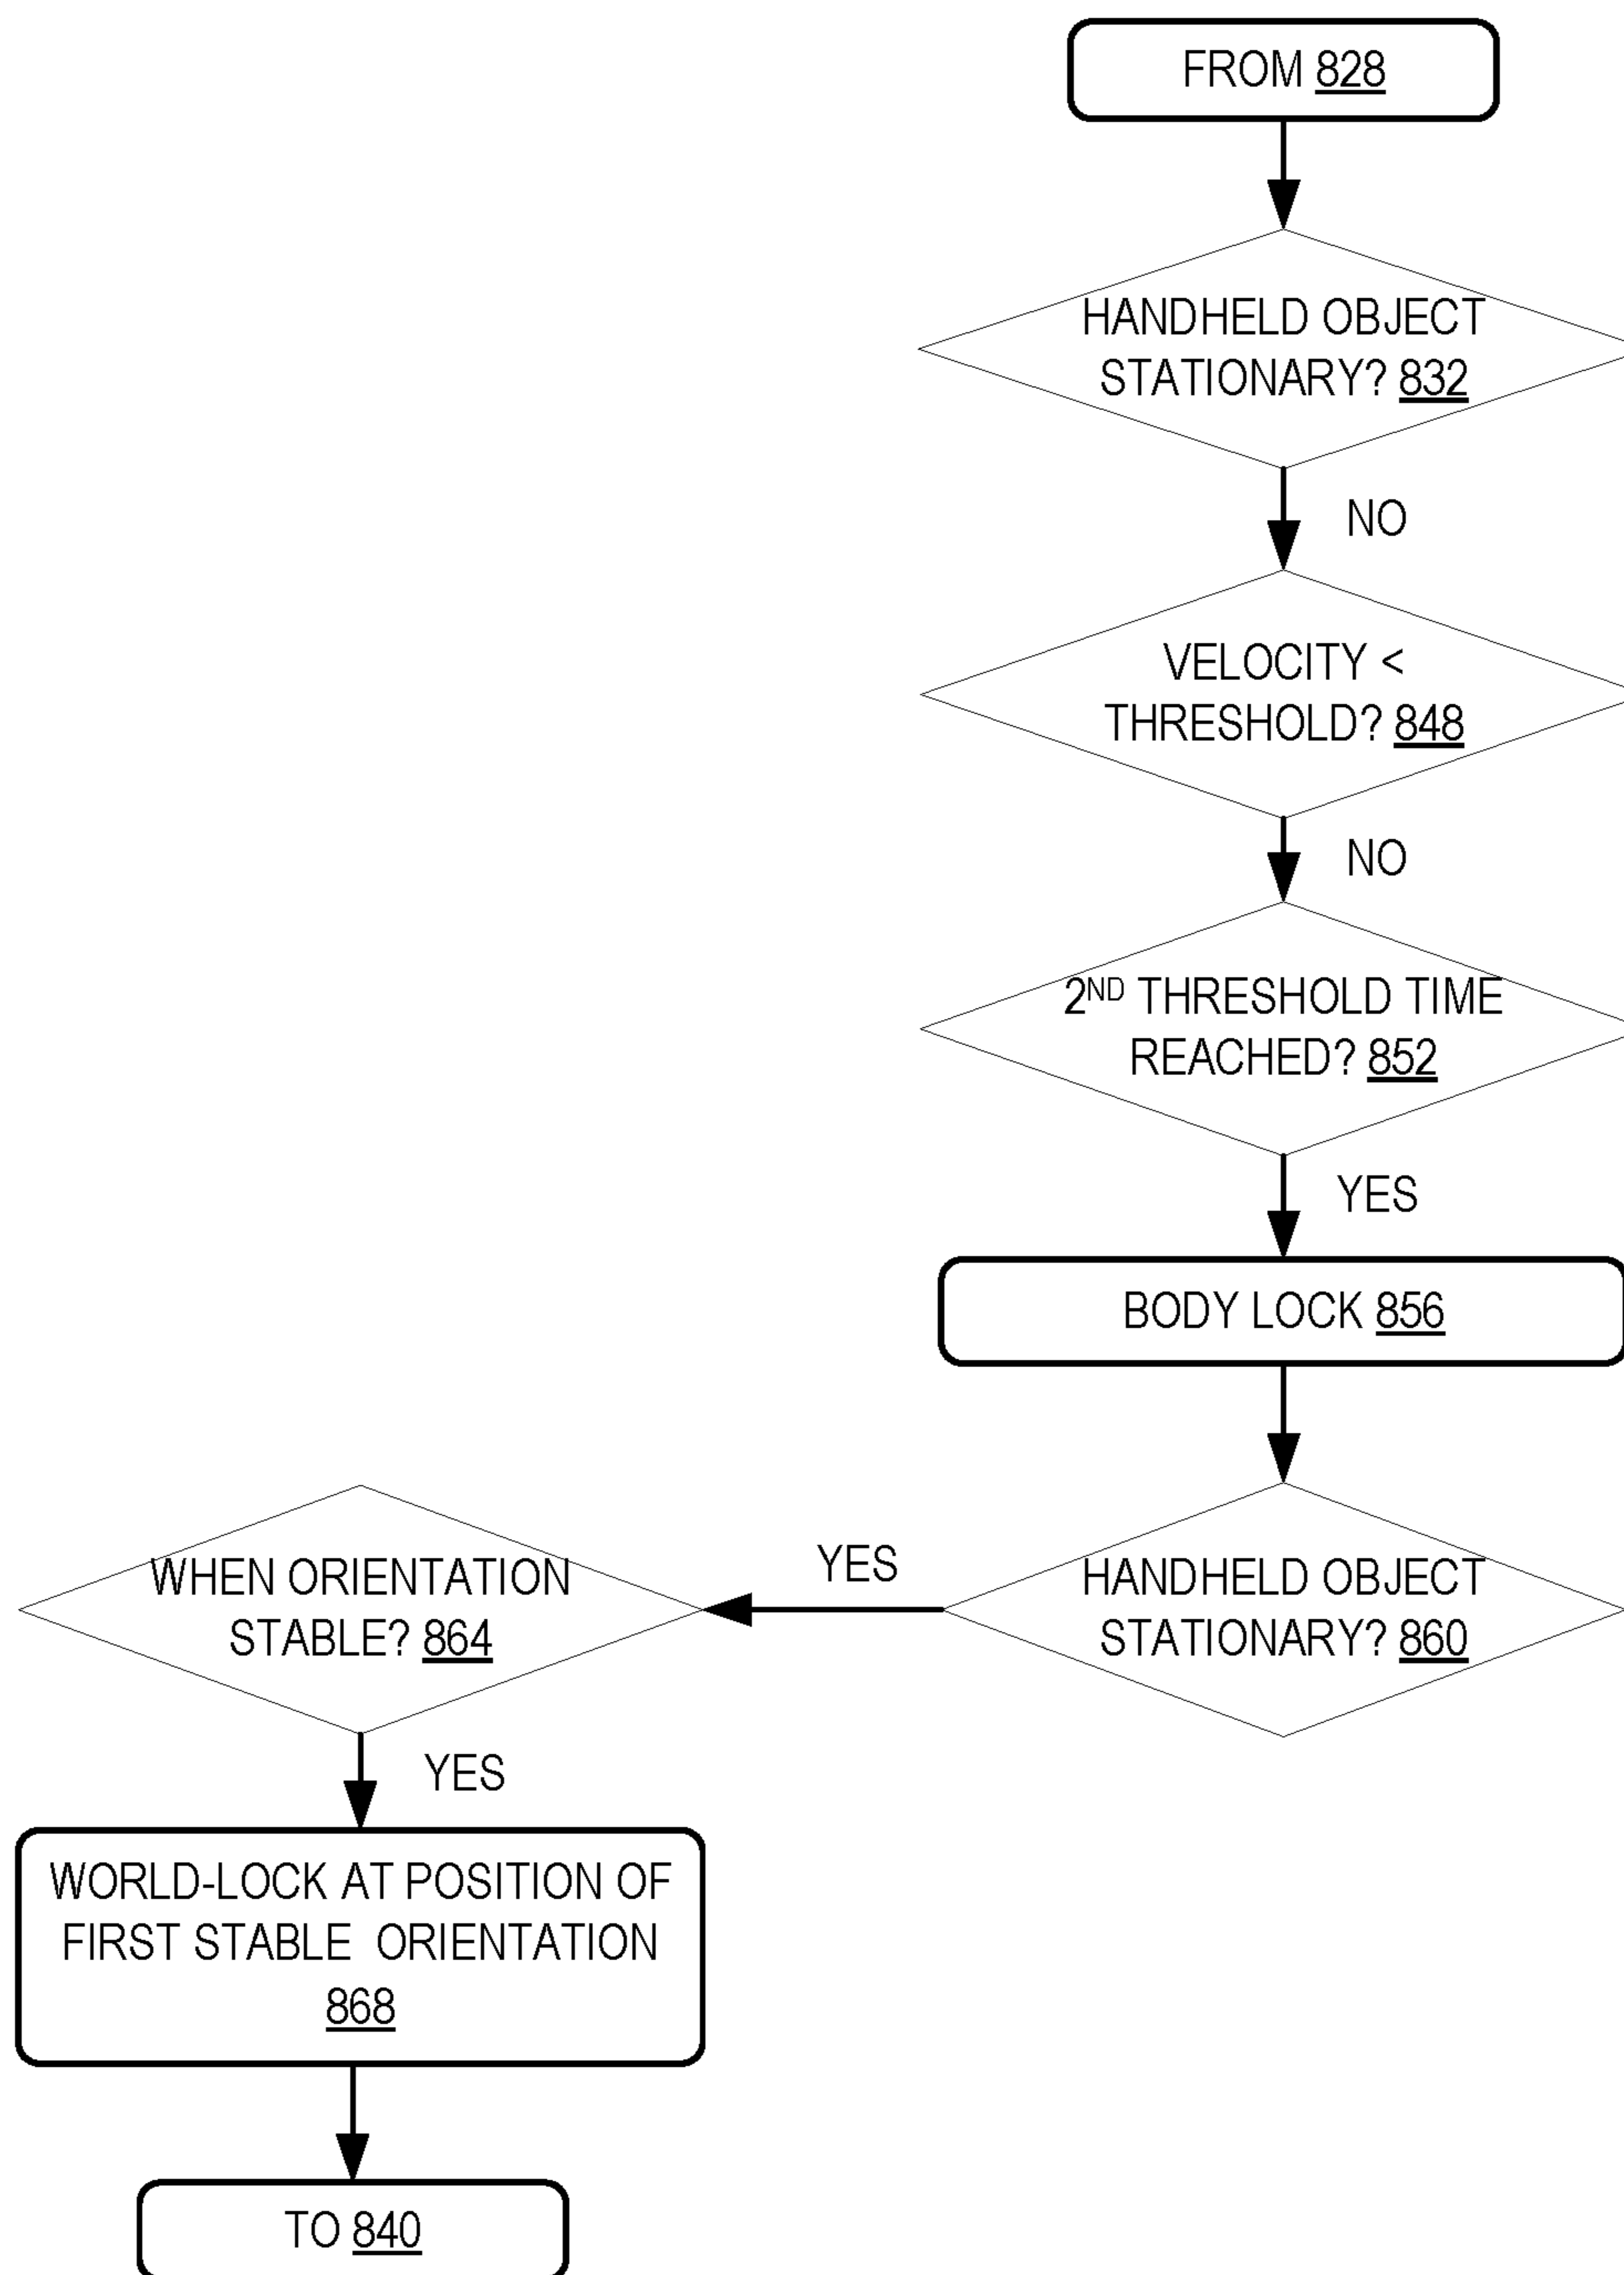 FROM 828
HANDHELD OBJECT
STATIONARY? 832
NO
VELOCITY <
THRESHOLD? 848
NO
2ND THRESHOLD TIME
REACHED? 852
YES
BODY LOCK 856
HANDHELD OBJECT
STATIONARY? 860
YES
WHEN ORIENTATION
STABLE? 864
YES
WORLD-LOCK AT POSITION OF
FIRST STABLE ORIENTATION
868
TO 840